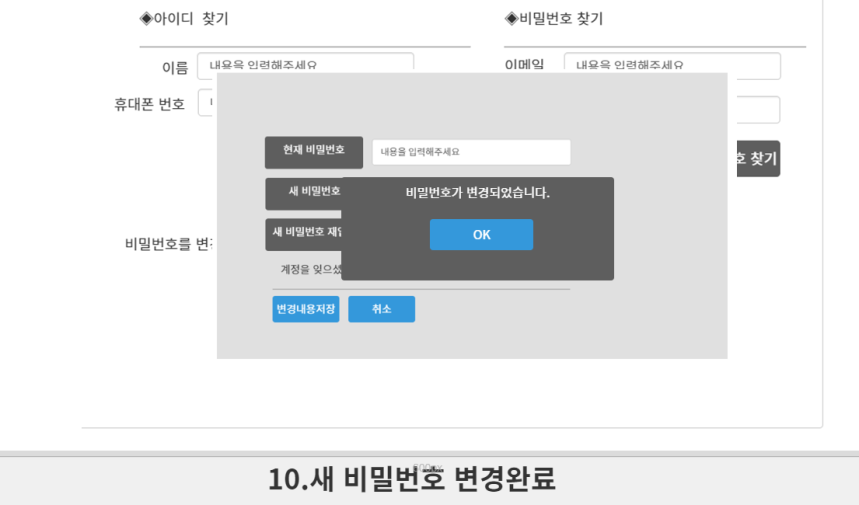 ◈아이디 찾기
◈비밀번호 찾기
이름
내용을 입력해주세요
이메일
내용을 입력해주세요
휴대폰 번호
호 찾기
현재 비밀번호
내용을 입력해주세요
새 비밀번호
비밀번호가 변경되었습니다.
새 비밀번호 재입
OK
비밀번호를 변경
계정을 잊으셨
변경내용저장
취소
10.새 비밀번호 변경완료